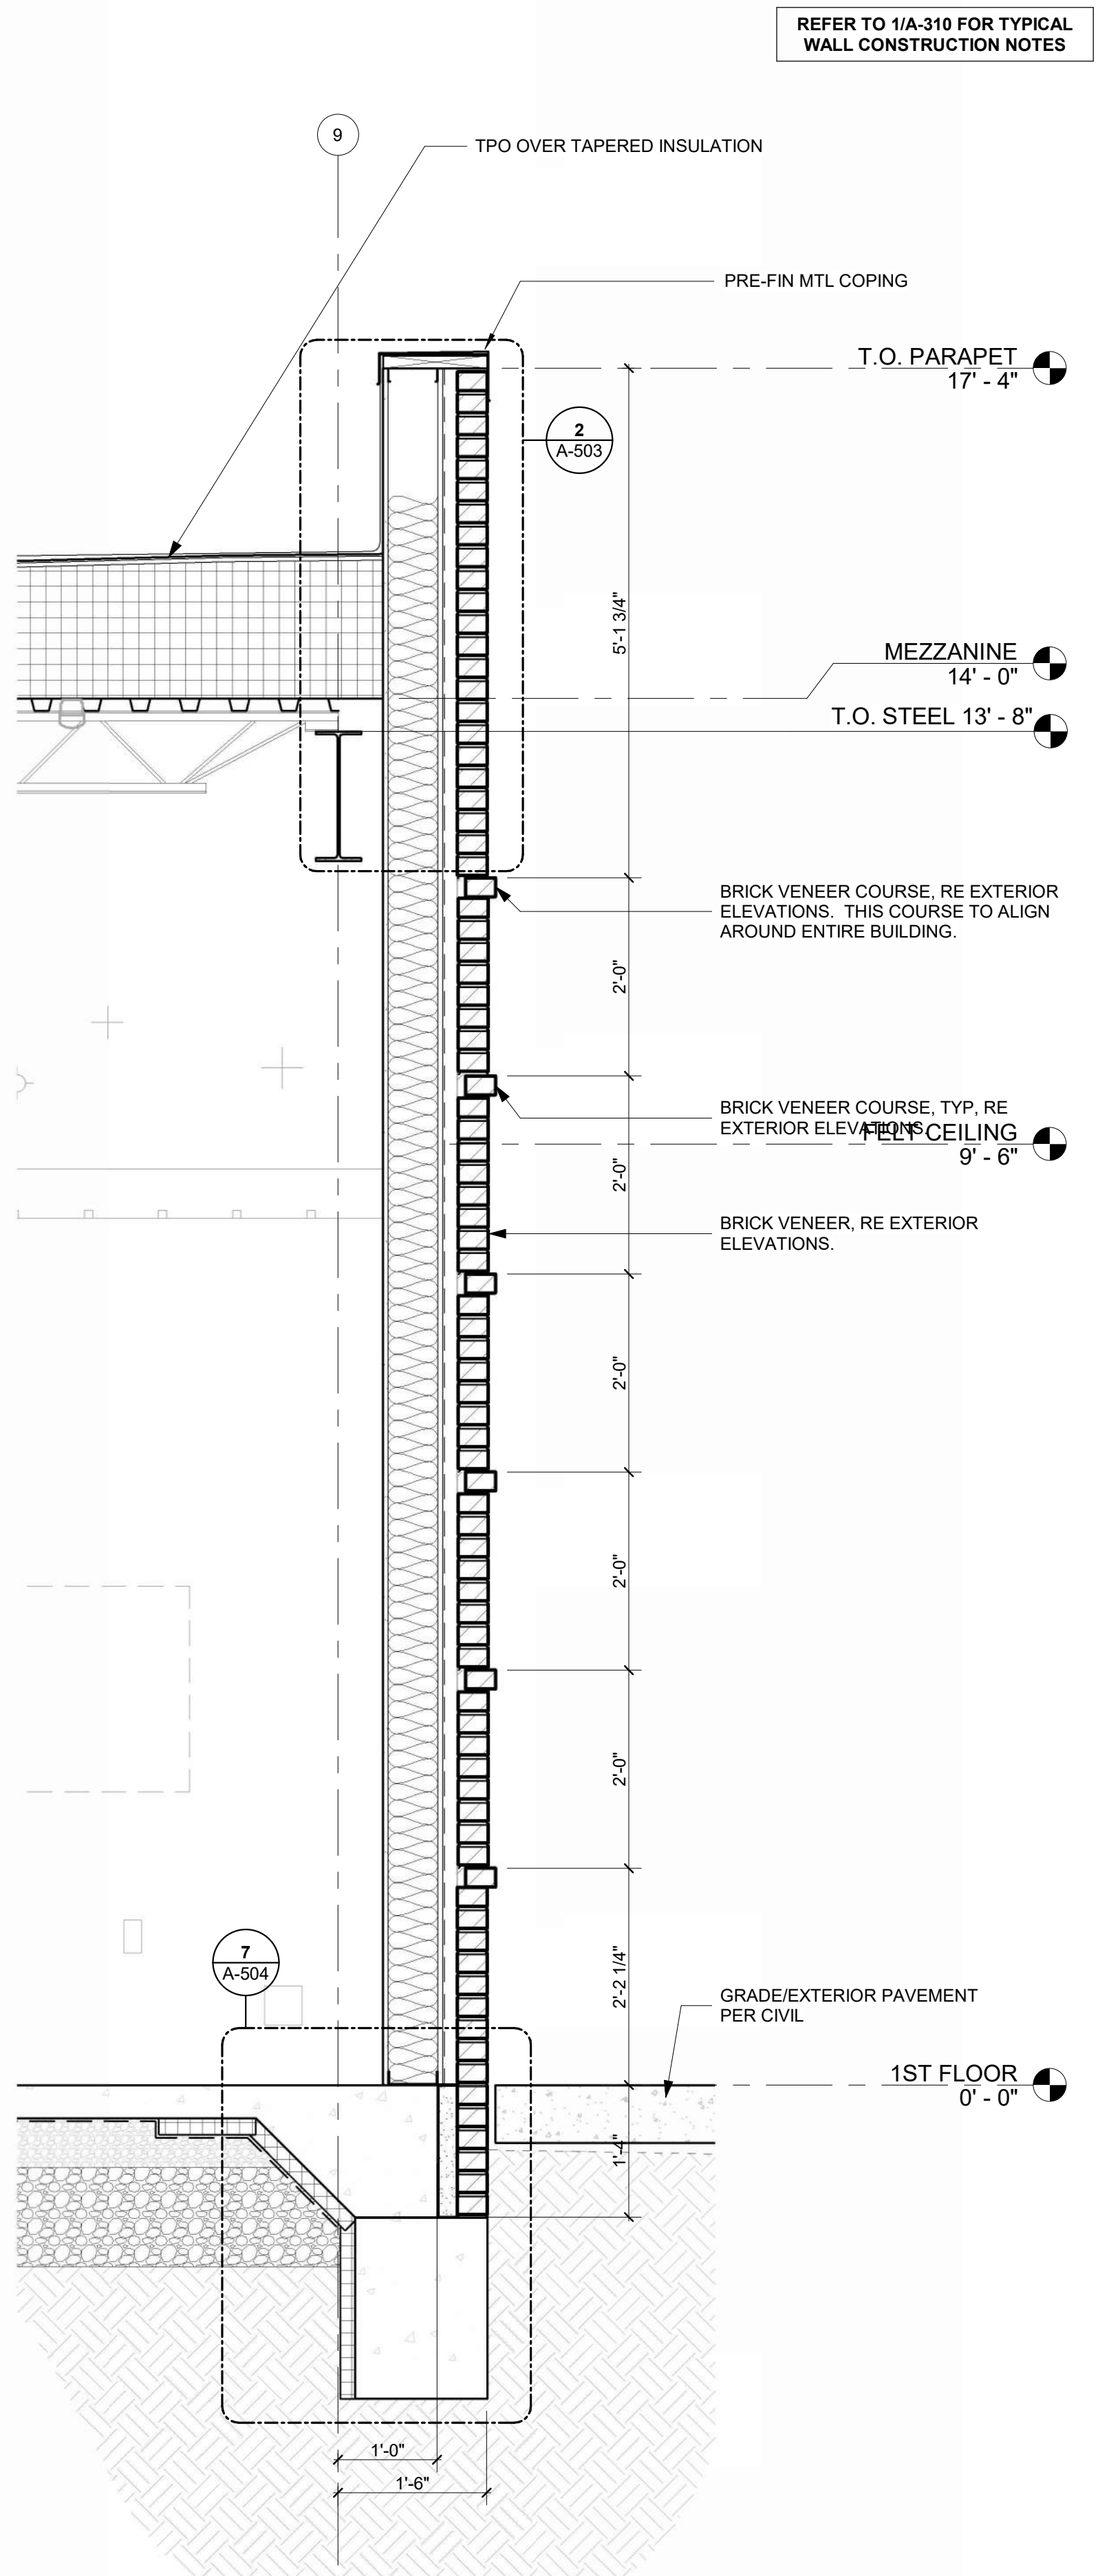 REFER TO 1/A-310 FOR TYPICAL
WALL CONSTRUCTION NOTES
9
TPO OVER TAPERED INSULATION
PRE-FIN MTL COPING
T.O. PARAPET
17' - 4"
2
A-503
5'-1 3/4"
MEZZANINE
14' - 0"
T.O. STEEL 13' - 8"
BRICK VENEER COURSE, RE EXTERIOR
ELEVATIONS. THIS COURSE TO ALIGN
AROUND ENTIRE BUILDING.
2'-0"
BRICK VENEER COURSE, TYP, RE
EXTERIOR ELEVATIONS.
FELT CEILING
9' - 6"
2'-0"
BRICK VENEER, RE EXTERIOR
ELEVATIONS.
2'-0"
2'-0"
2'-0"
7
A-504
2'-2 1/4"
GRADE/EXTERIOR PAVEMENT
PER CIVIL
1ST FLOOR
0' - 0"
1'-4"
1'-0"
1'-6"